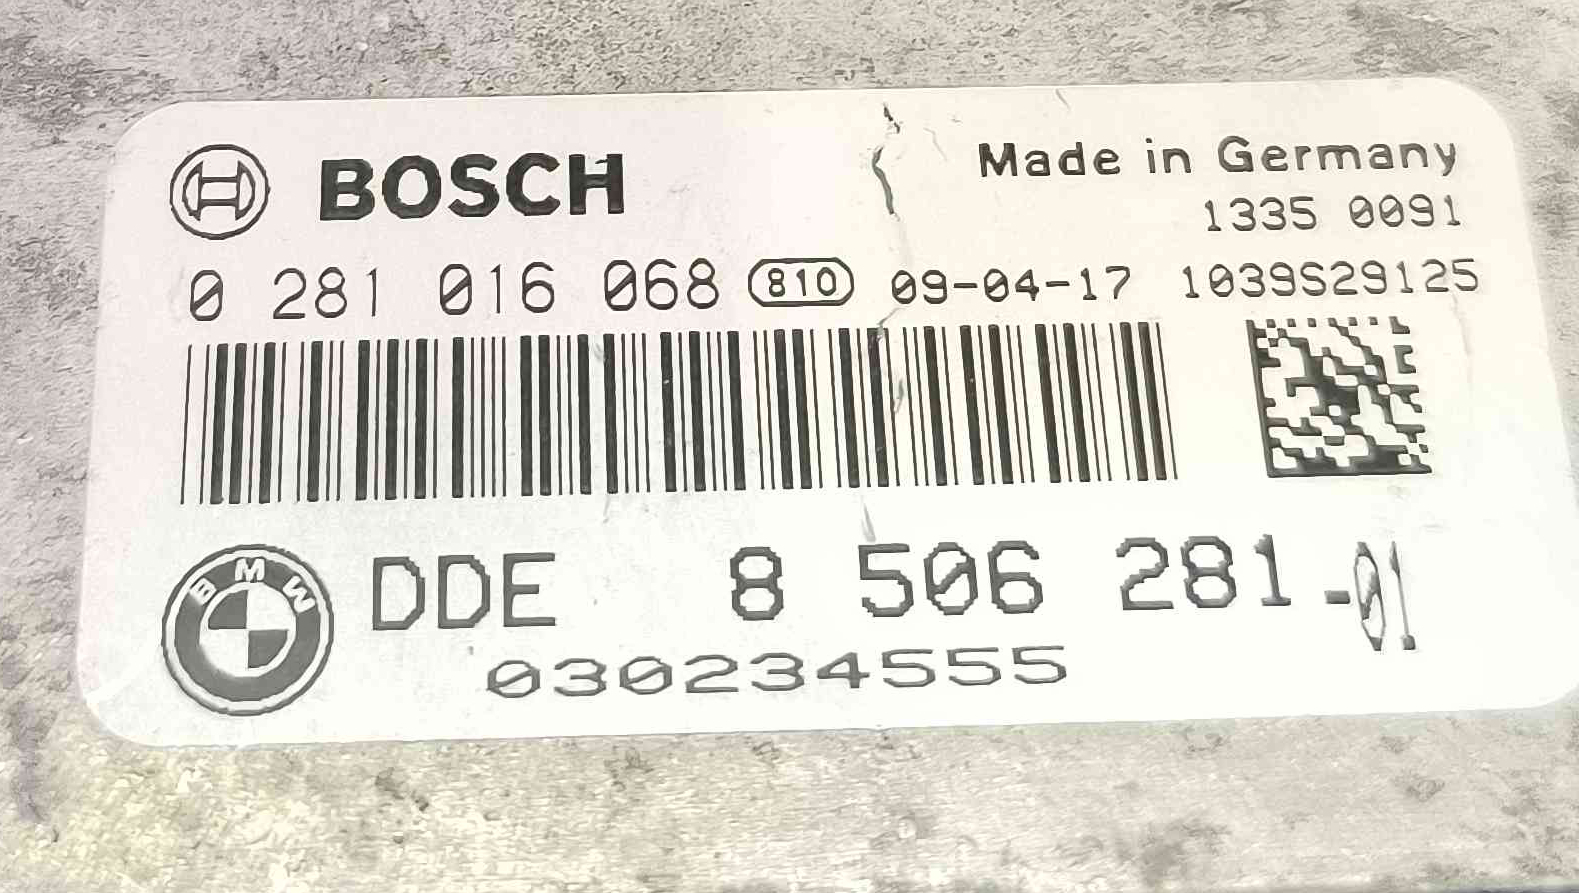 BOSCH
Made in Germany
1335 0091
0 281 016 068 810 09-04-17 1039S29125
BMW
DDE 8 506 281-01
030234555